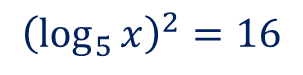 (log₅ x)² = 16